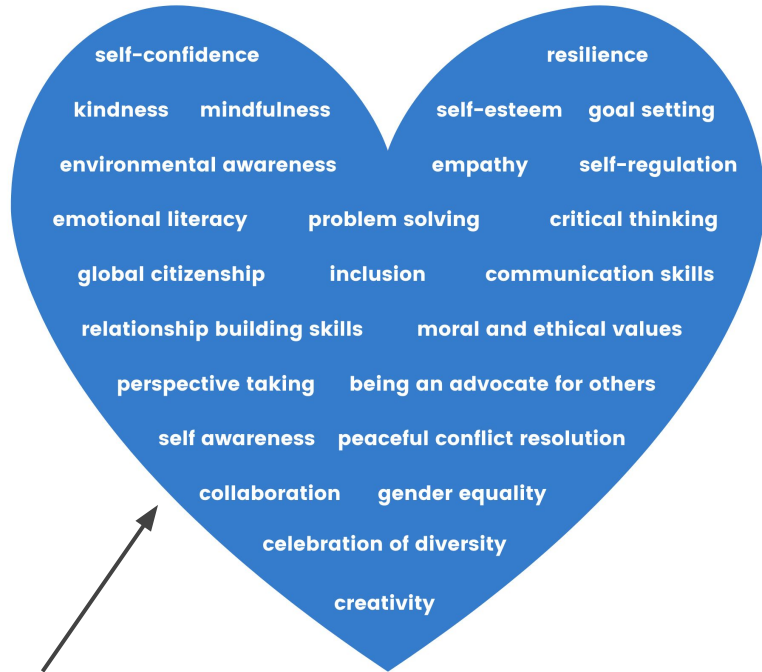 self-confidence resilience
kindness mindfulness self-esteem goal setting
environmental awareness empathy self-regulation
emotional literacy problem solving critical thinking
global citizenship inclusion communication skills
relationship building skills moral and ethical values
perspective taking being an advocate for others
self awareness peaceful conflict resolution
collaboration gender equality
celebration of diversity
creativity